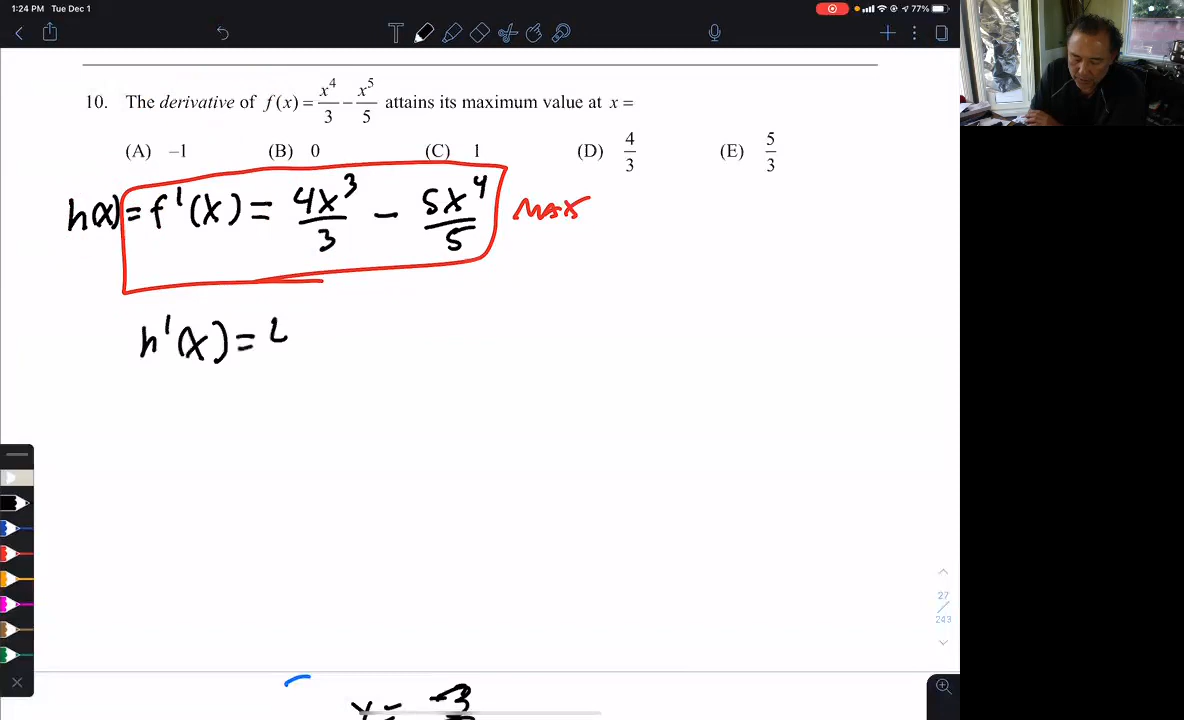 1:24 PM Tue Dec 1
77%
10. The derivative of f(x) = x⁴/3 − x⁵/5 attains its maximum value at x =
(A) −1 (B) 0 (C) 1 (D) 4/3 (E) 5/3
h(x) = f'(x) = 4x³/3 − 5x⁴/5 MAX
h'(x) =
27
/
243
x = −3